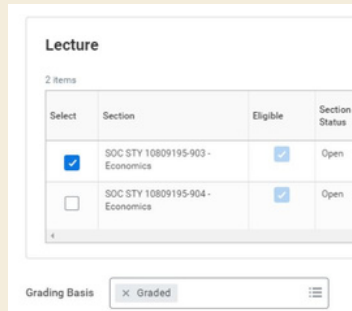 Lecture
2 items
Select Section Eligible Section Status
SOC STY 10809195-903 - Economics Open
SOC STY 10809195-904 - Economics Open
Grading Basis × Graded